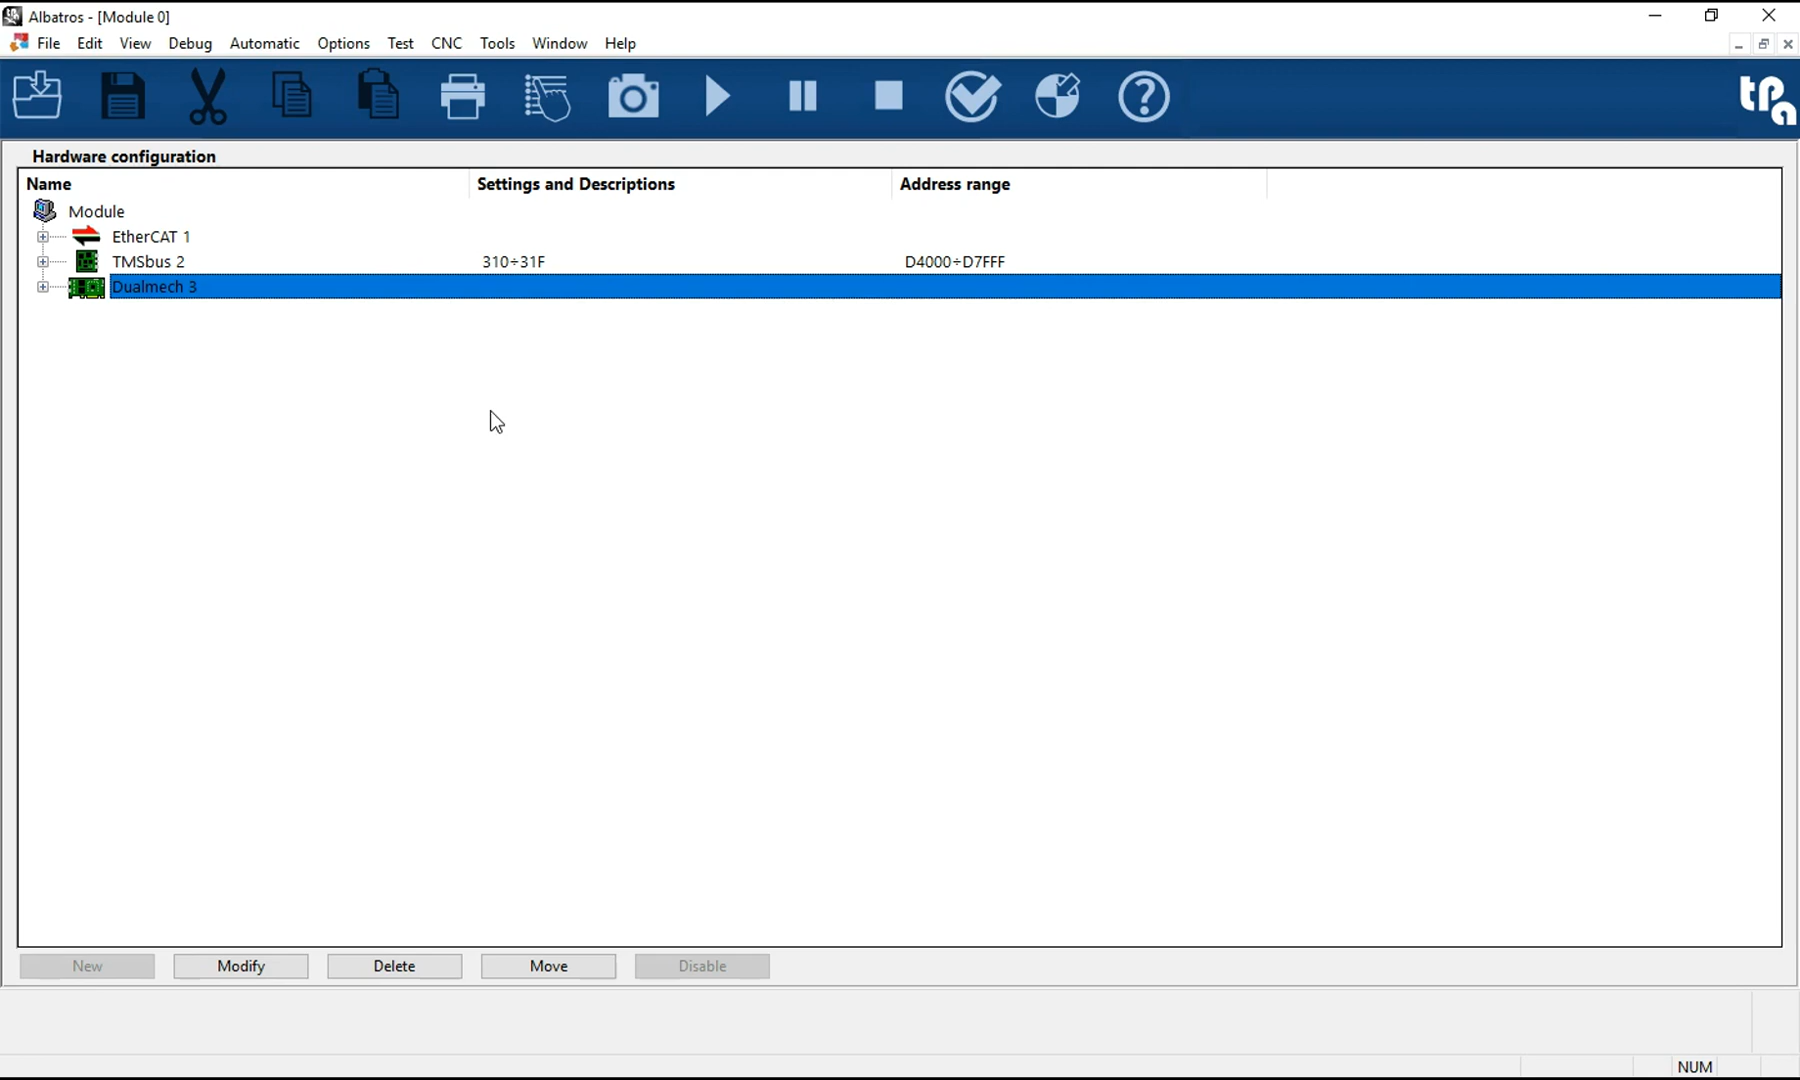 Albatros - [Module 0]
File Edit View Debug Automatic Options Test CNC Tools Window Help
tpa
Hardware configuration
Name Settings and Descriptions Address range
Module
EtherCAT 1
TMSbus 2 310÷31F D4000÷D7FFF
Dualmech 3
New Modify Delete Move Disable
NUM